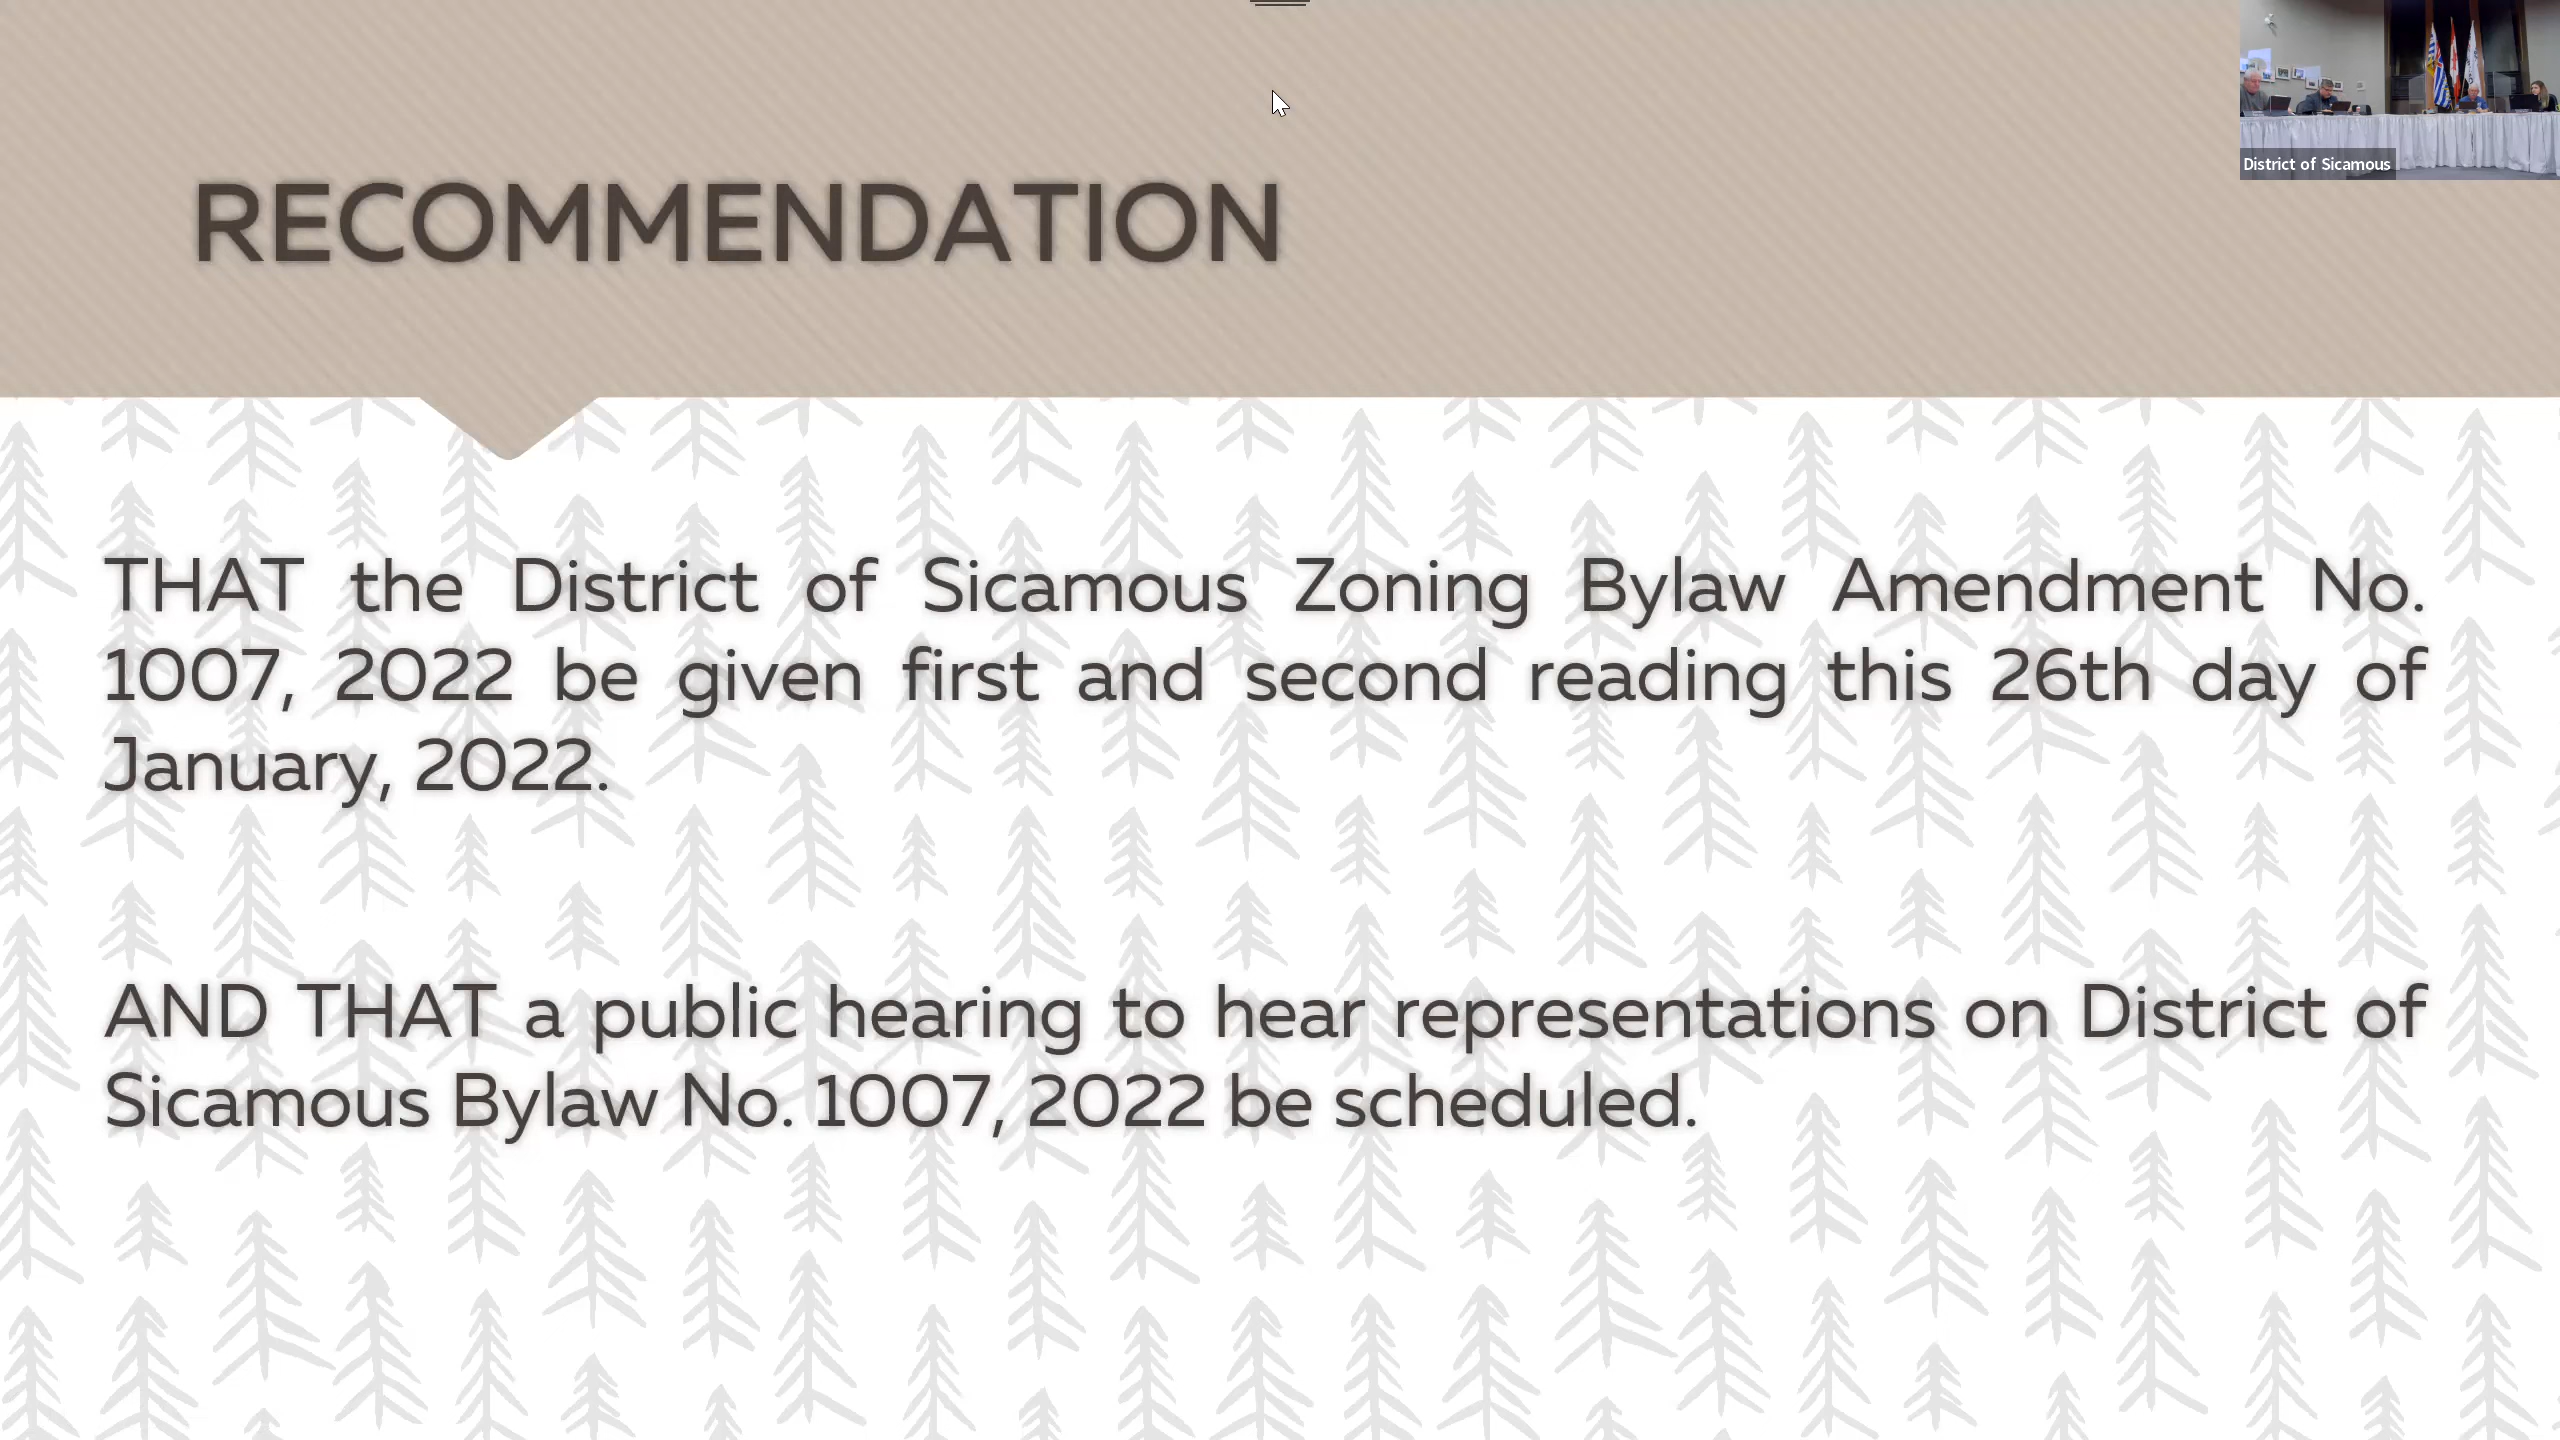 District of Sicamous
RECOMMENDATION
THAT the District of Sicamous Zoning Bylaw Amendment No.
1007, 2022 be given first and second reading this 26th day of
January, 2022.
AND THAT a public hearing to hear representations on District of
Sicamous Bylaw No. 1007, 2022 be scheduled.